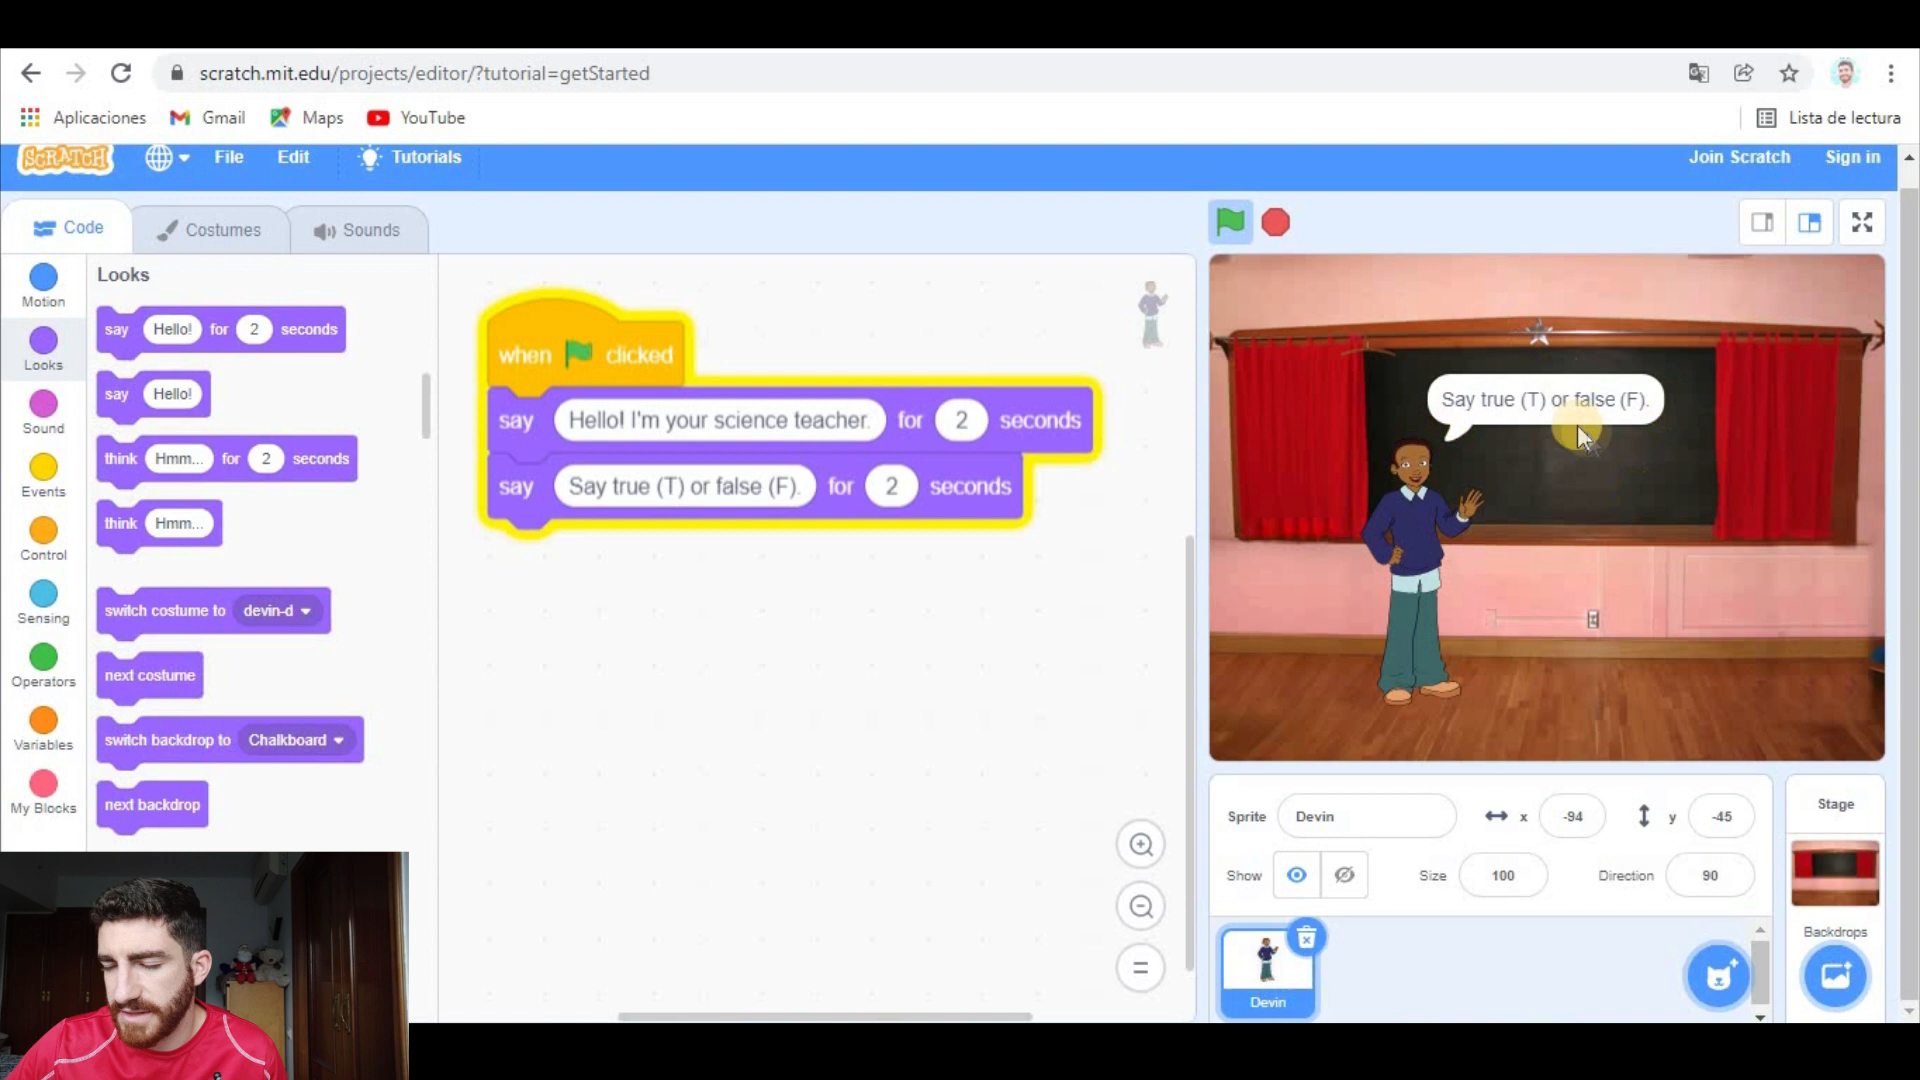 scratch.mit.edu/projects/editor/?tutorial=getStarted
Aplicaciones Gmail Maps YouTube Lista de lectura
SCRATCH File Edit Tutorials Join Scratch Sign in
Code Costumes Sounds
Motion
Looks
Sound
Events
Control
Sensing
Operators
Variables
My Blocks
Looks
say Hello! for 2 seconds
say Hello!
think Hmm... for 2 seconds
think Hmm...
switch costume to devin-d
next costume
switch backdrop to Chalkboard
next backdrop
when clicked
say Hello! I'm your science teacher. for 2 seconds
say Say true (T) or false (F). for 2 seconds
Say true (T) or false (F).
Sprite Devin x -94 y -45
Show Size 100 Direction 90
Devin
Stage
Backdrops